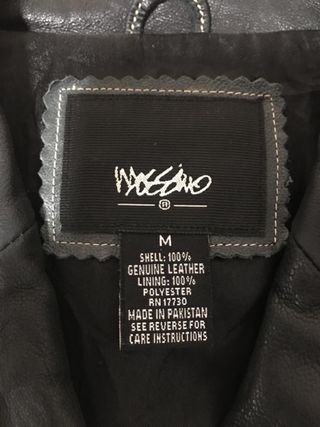 mossimo
®
M
SHELL: 100%
GENUINE LEATHER
LINING: 100%
POLYESTER
RN 17730
MADE IN PAKISTAN
SEE REVERSE FOR
CARE INSTRUCTIONS